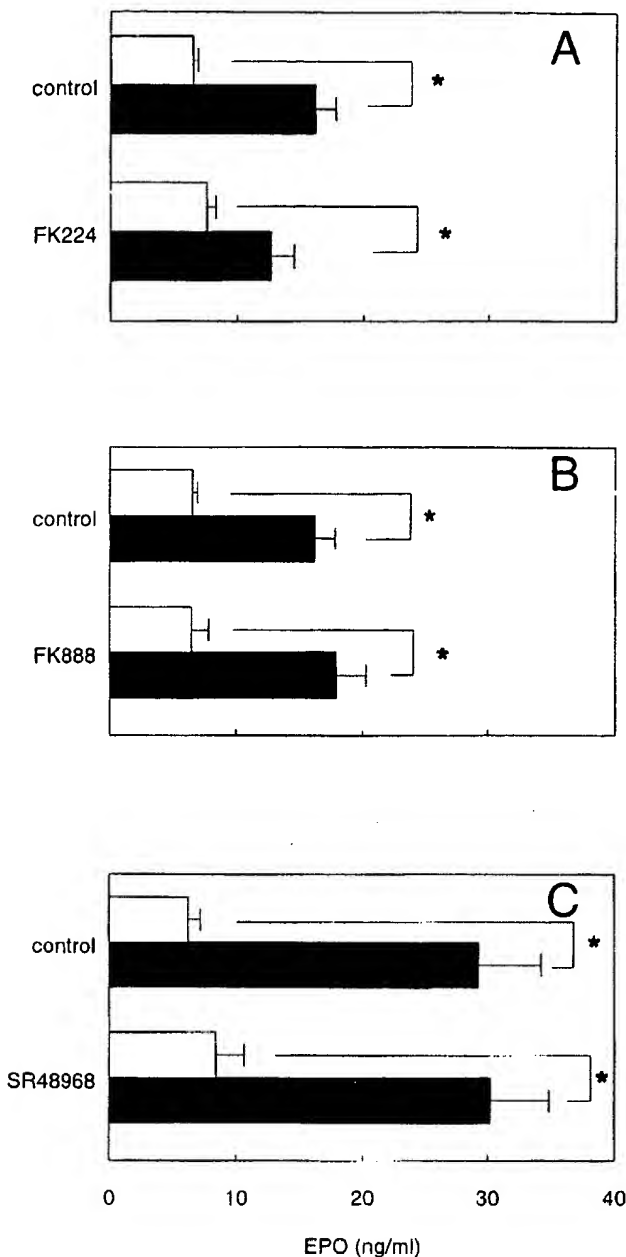 A
control
*
FK224
*
B
control
*
FK888
*
C
control
*
SR48968
*
0 10 20 30 40
EPO (ng/ml)